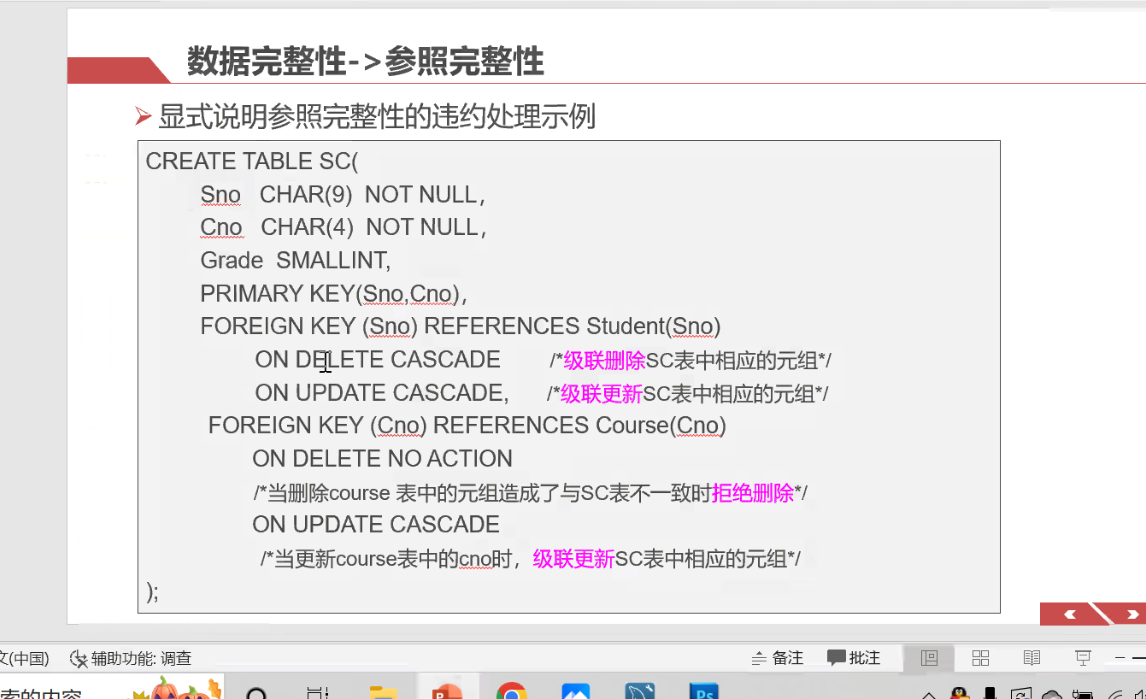 数据完整性->参照完整性
显式说明参照完整性的违约处理示例
CREATE TABLE SC(
Sno CHAR(9) NOT NULL,
Cno CHAR(4) NOT NULL,
Grade SMALLINT,
PRIMARY KEY(Sno,Cno),
FOREIGN KEY (Sno) REFERENCES Student(Sno)
ON DELETE CASCADE /*级联删除SC表中相应的元组*/
ON UPDATE CASCADE, /*级联更新SC表中相应的元组*/
FOREIGN KEY (Cno) REFERENCES Course(Cno)
ON DELETE NO ACTION
/*当删除course 表中的元组造成了与SC表不一致时拒绝删除*/
ON UPDATE CASCADE
/*当更新course表中的cno时，级联更新SC表中相应的元组*/
);
文(中国) 辅助功能: 调查 备注 批注
索的内容 Ps